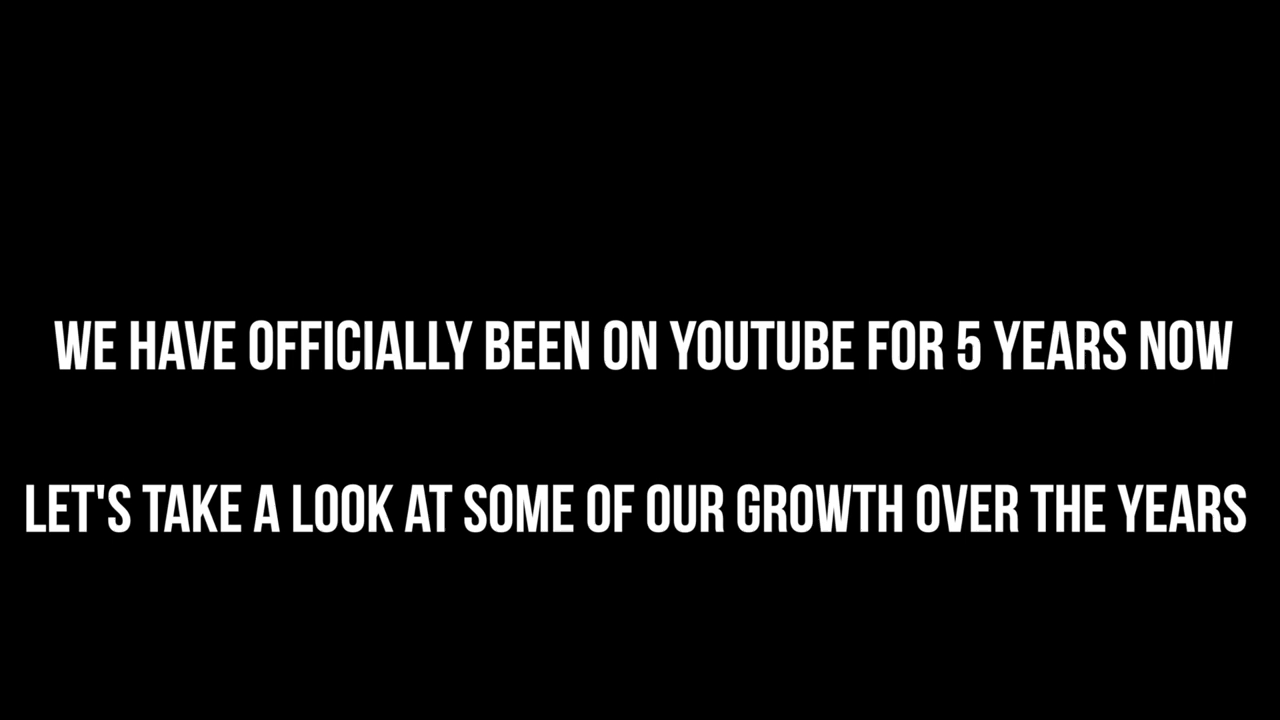 WE HAVE OFFICIALLY BEEN ON YOUTUBE FOR 5 YEARS NOW
LET'S TAKE A LOOK AT SOME OF OUR GROWTH OVER THE YEARS